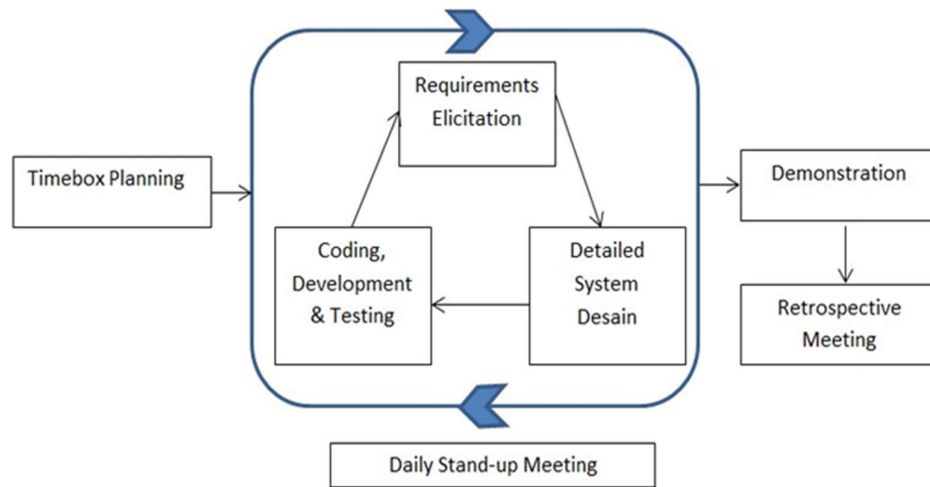 Timebox Planning
Requirements
Elicitation
Coding,
Development
& Testing
Detailed
System
Desain
Demonstration
Retrospective
Meeting
Daily Stand-up Meeting